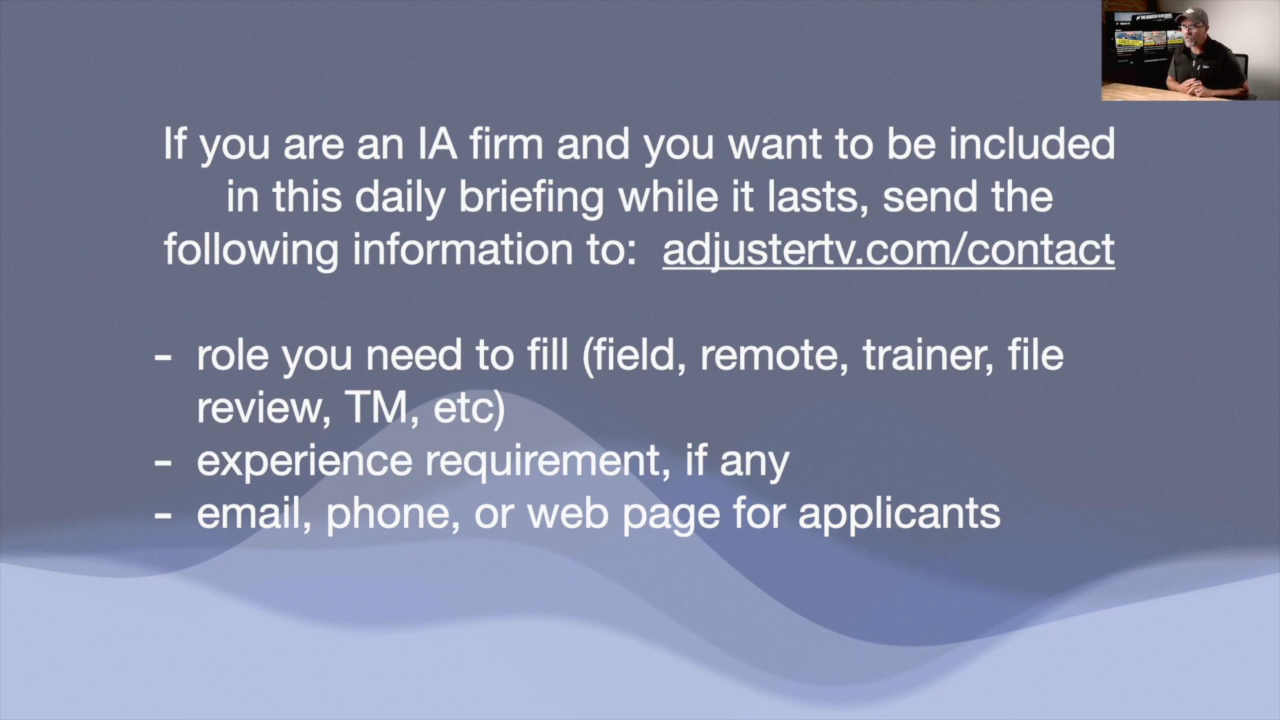 If you are an IA firm and you want to be included
in this daily briefing while it lasts, send the
following information to: adjustertv.com/contact
- role you need to fill (field, remote, trainer, file
review, TM, etc)
- experience requirement, if any
- email, phone, or web page for applicants